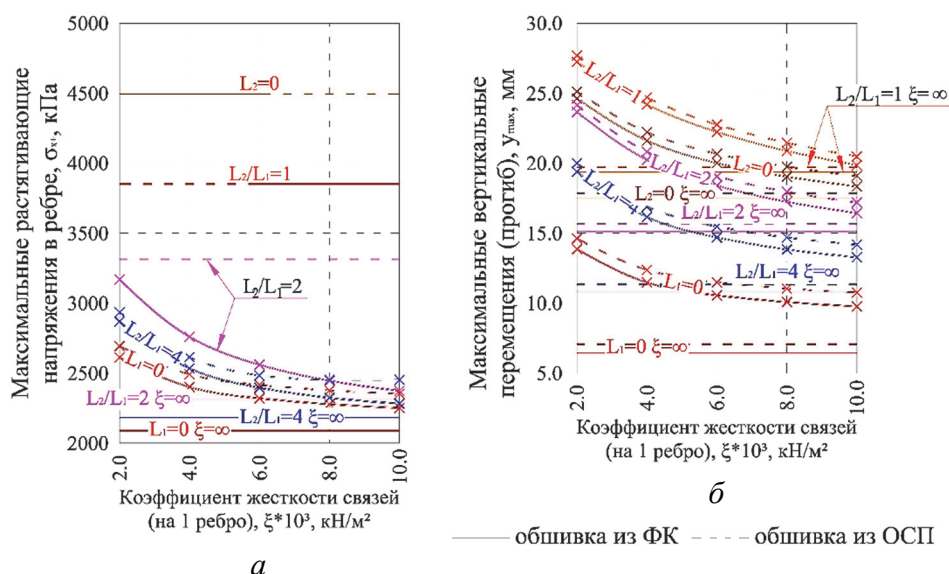 Максимальные растягивающие
напряжения в ребре, σₓ₊, кПа
5000
4500
4000
3500
3000
2500
2000
L₂=0
L₂/L₁=1
L₂/L₁=2
L₂/L₁=4
L₁=0
L₂/L₁=2 ξ=∞
L₂/L₁=4 ξ=∞
L₁=0 ξ=∞
2.0
4.0
6.0
8.0
10.0
Коэффициент жесткости связей
(на 1 ребро), ξ*10³, кН/м²
а
Максимальные вертикальные
перемещения (прогиб), yₘₐₓ, мм
30.0
25.0
20.0
15.0
10.0
5.0
L₂/L₁=1
L₂/L₁=1 ξ=∞
L₂=0
L₂/L₁=2
L₂=0 ξ=∞
L₂/L₁=4
L₂/L₁=2 ξ=∞
L₂/L₁=4 ξ=∞
L₁=0
L₁=0 ξ=∞
2.0
4.0
6.0
8.0
10.0
Коэффициент жесткости связей
(на 1 ребро), ξ*10³, кН/м²
б
обшивка из ФК
обшивка из ОСП